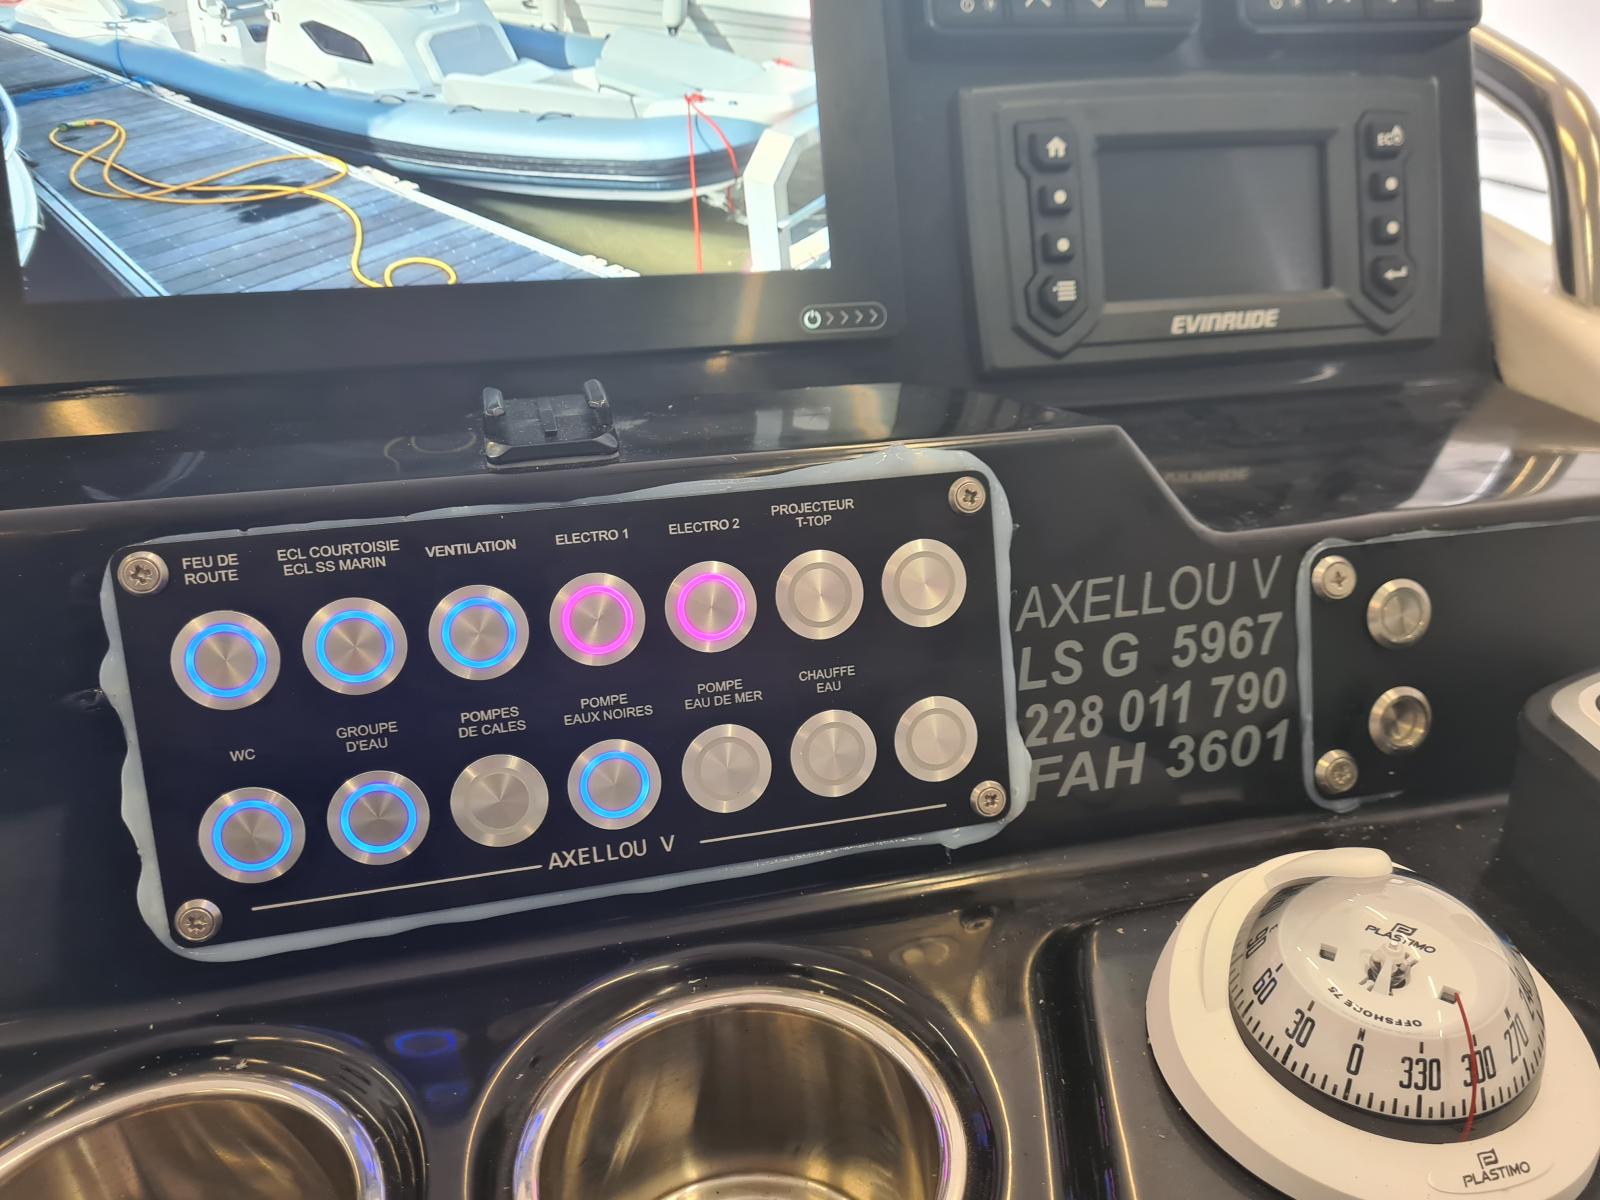 ECO
EVINRUDE
FEU DE
ROUTE
ECL COURTOISIE
ECL SS MARIN
VENTILATION
ELECTRO 1
ELECTRO 2
PROJECTEUR
T-TOP
WC
GROUPE
D'EAU
POMPES
DE CALES
POMPE
EAUX NOIRES
POMPE
EAU DE MER
CHAUFFE
EAU
AXELLOU V
AXELLOU V
LS G 5967
228 011 790
FAH 3601
PLASTIMO
OFFSHORE 75
N
60 30 0 330 300 270
PLASTIMO